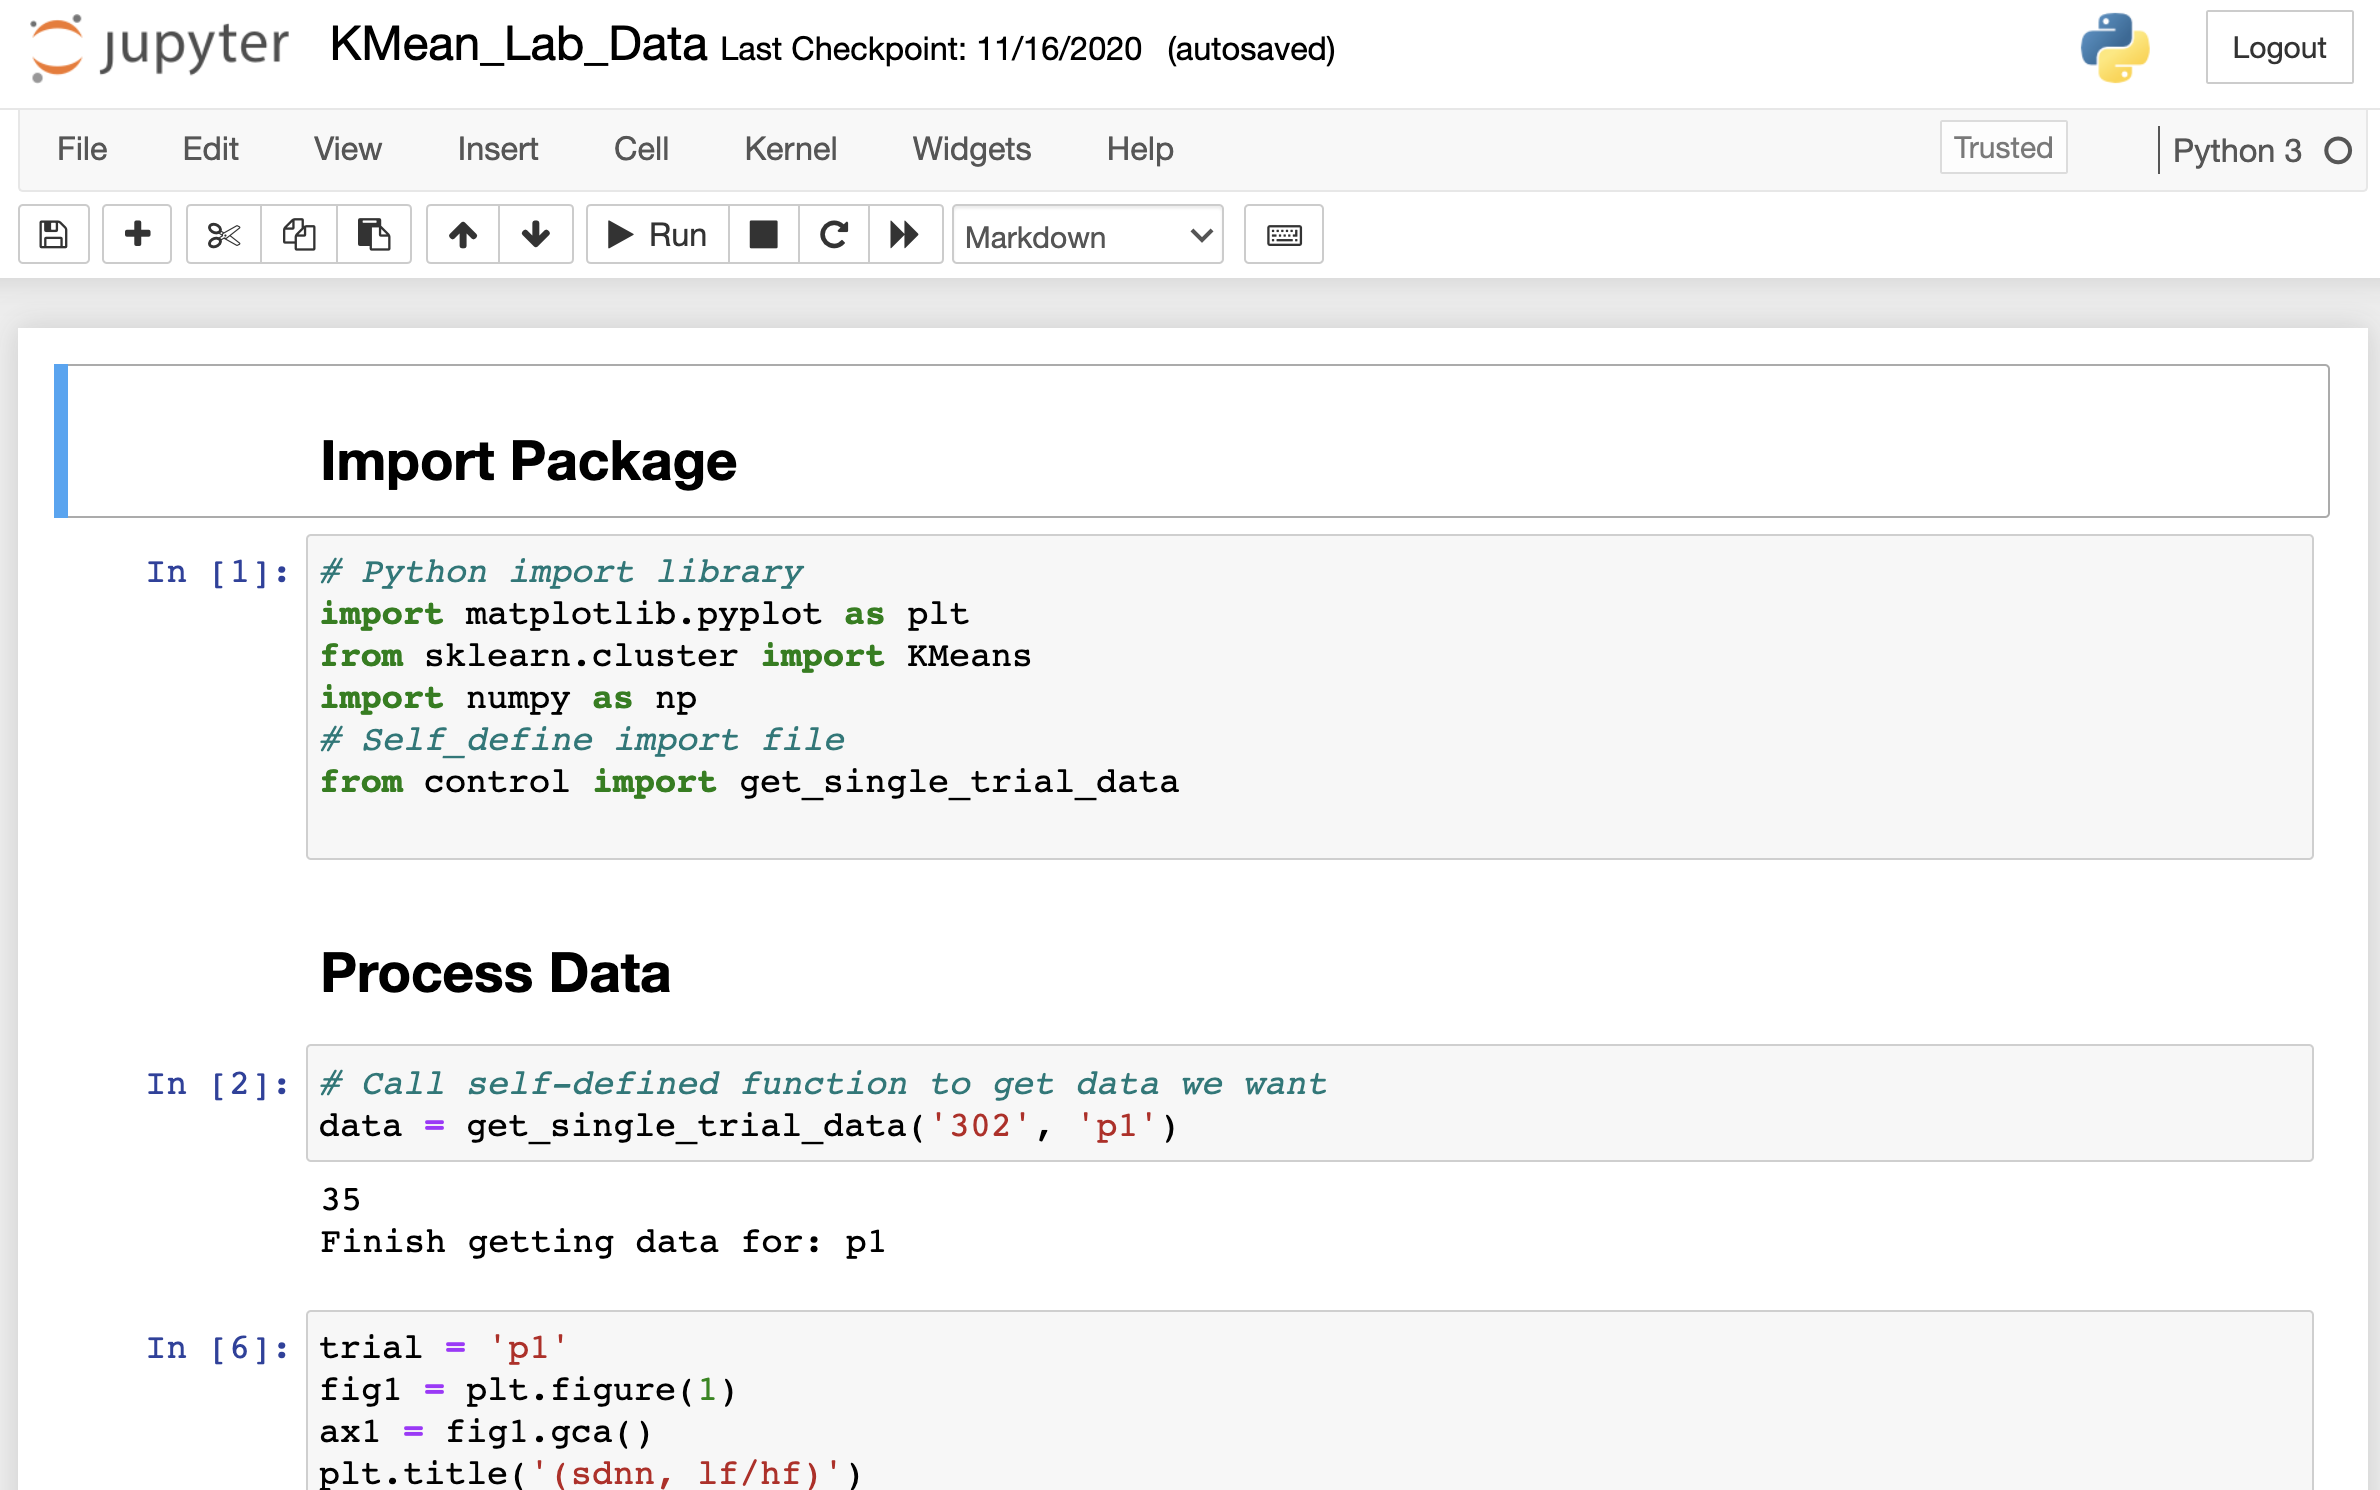 jupyter KMean_Lab_Data Last Checkpoint: 11/16/2020 (autosaved) Logout
File Edit View Insert Cell Kernel Widgets Help Trusted Python 3
Run Markdown
Import Package
In [1]: # Python import library
import matplotlib.pyplot as plt
from sklearn.cluster import KMeans
import numpy as np
# Self_define import file
from control import get_single_trial_data
Process Data
In [2]: # Call self-defined function to get data we want
data = get_single_trial_data('302', 'p1')
35
Finish getting data for: p1
In [6]: trial = 'p1'
fig1 = plt.figure(1)
ax1 = fig1.gca()
plt.title('(sdnn, lf/hf)')